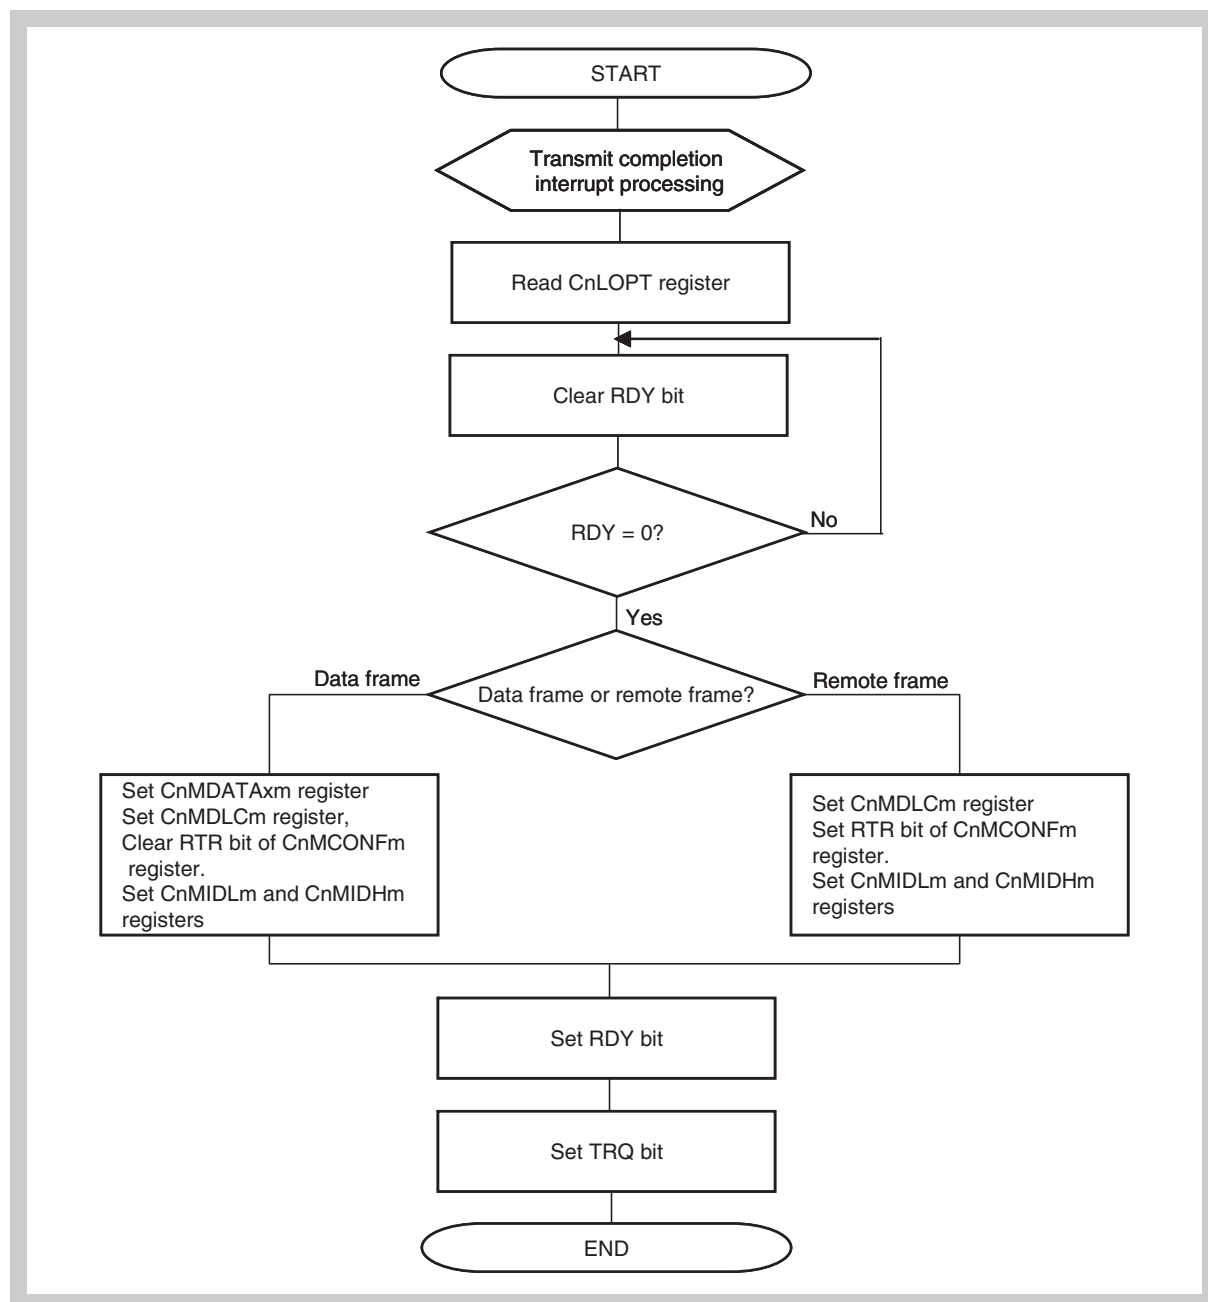 START
Transmit completion
interrupt processing
Read CnLOPT register
Clear RDY bit
RDY = 0?
No
Yes
Data frame
Data frame or remote frame?
Remote frame
Set CnMDATAxm register
Set CnMDLCm register,
Clear RTR bit of CnMCONFm
register.
Set CnMIDLm and CnMIDHm
registers
Set CnMDLCm register
Set RTR bit of CnMCONFm
register.
Set CnMIDLm and CnMIDHm
registers
Set RDY bit
Set TRQ bit
END